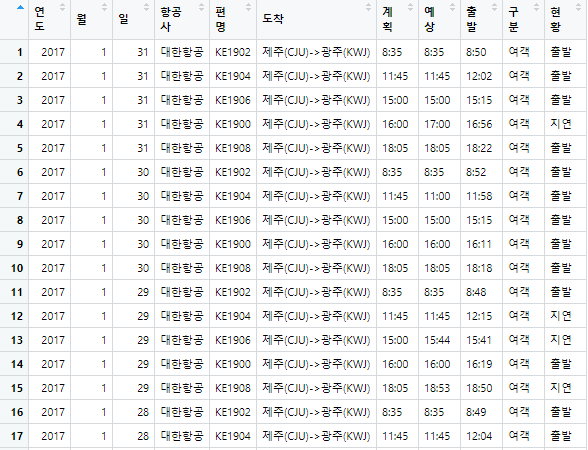 연도 월 일 항공사 편명 도착 계획 예상 출발 구분 현황
1 2017 1 31 대한항공 KE1902 제주(CJU)->광주(KWJ) 8:35 8:35 8:50 여객 출발
2 2017 1 31 대한항공 KE1904 제주(CJU)->광주(KWJ) 11:45 11:45 12:02 여객 출발
3 2017 1 31 대한항공 KE1906 제주(CJU)->광주(KWJ) 15:00 15:00 15:15 여객 출발
4 2017 1 31 대한항공 KE1900 제주(CJU)->광주(KWJ) 16:00 17:00 16:56 여객 지연
5 2017 1 31 대한항공 KE1908 제주(CJU)->광주(KWJ) 18:05 18:05 18:22 여객 출발
6 2017 1 30 대한항공 KE1902 제주(CJU)->광주(KWJ) 8:35 8:35 8:52 여객 출발
7 2017 1 30 대한항공 KE1904 제주(CJU)->광주(KWJ) 11:45 11:00 11:58 여객 출발
8 2017 1 30 대한항공 KE1906 제주(CJU)->광주(KWJ) 15:00 15:00 15:15 여객 출발
9 2017 1 30 대한항공 KE1900 제주(CJU)->광주(KWJ) 16:00 16:00 16:11 여객 출발
10 2017 1 30 대한항공 KE1908 제주(CJU)->광주(KWJ) 18:05 18:05 18:18 여객 출발
11 2017 1 29 대한항공 KE1902 제주(CJU)->광주(KWJ) 8:35 8:35 8:48 여객 출발
12 2017 1 29 대한항공 KE1904 제주(CJU)->광주(KWJ) 11:45 11:45 12:15 여객 지연
13 2017 1 29 대한항공 KE1906 제주(CJU)->광주(KWJ) 15:00 15:44 15:41 여객 지연
14 2017 1 29 대한항공 KE1900 제주(CJU)->광주(KWJ) 16:00 16:00 16:19 여객 출발
15 2017 1 29 대한항공 KE1908 제주(CJU)->광주(KWJ) 18:05 18:53 18:50 여객 지연
16 2017 1 28 대한항공 KE1902 제주(CJU)->광주(KWJ) 8:35 8:35 8:49 여객 출발
17 2017 1 28 대한항공 KE1904 제주(CJU)->광주(KWJ) 11:45 11:45 12:04 여객 출발